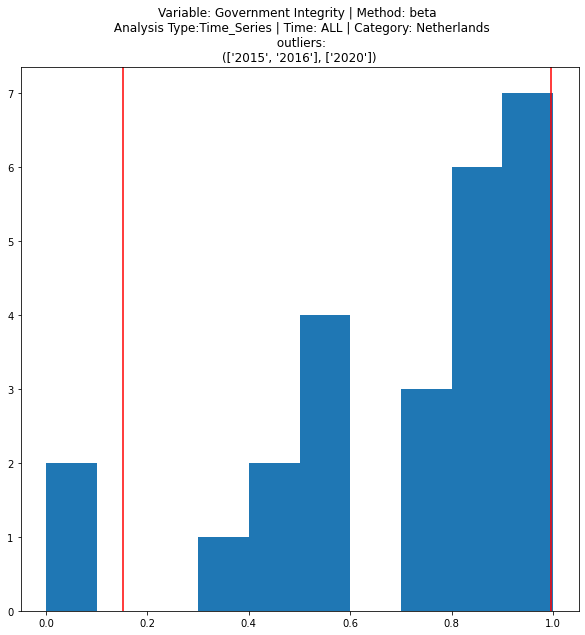 Variable: Government Integrity | Method: beta
Analysis Type:Time_Series | Time: ALL | Category: Netherlands
outliers:
(['2015', '2016'], ['2020'])
7
6
5
4
3
2
1
0
0.0 0.2 0.4 0.6 0.8 1.0